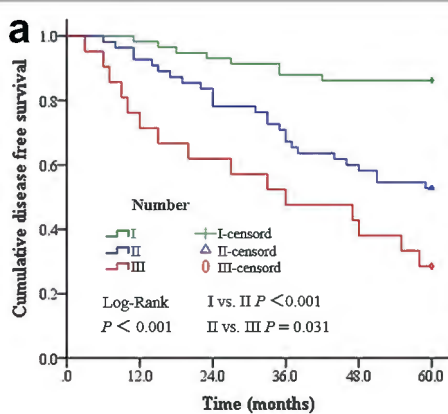 a
Cumulative disease free survival
1.0
0.8
0.6
0.4
0.2
0.0
Number
I I-censord
II II-censord
III III-censord
Log-Rank I vs. II P <0.001
P < 0.001 II vs. III P = 0.031
.0 12.0 24.0 36.0 48.0 60.0
Time (months)